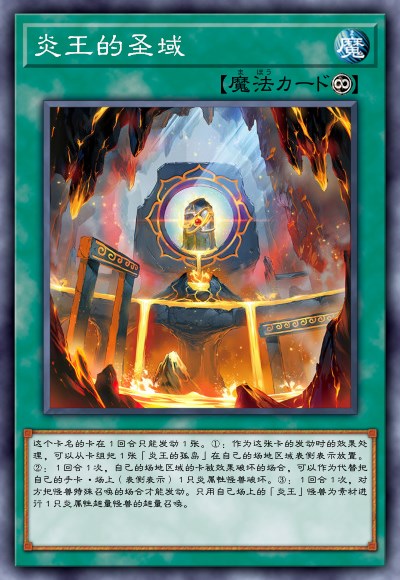 炎王的圣域
魔
【魔法カード】
まほう
这个卡名的卡在1回合只能发动1张。①：作为这张卡的发动时的效果处
理，可以从卡组把1张「炎王的孤岛」在自己的场地区域表侧表示放置。
②：1回合1次，自己的场地区域的卡被效果破坏的场合，可以作为代替把
自己的手卡·场上（表侧表示）1只炎属性怪兽破坏。③：1回合1次，对
方把怪兽特殊召唤的场合才能发动。只用自己场上的「炎王」怪兽为素材进
行1只炎属性超量怪兽的超量召唤。